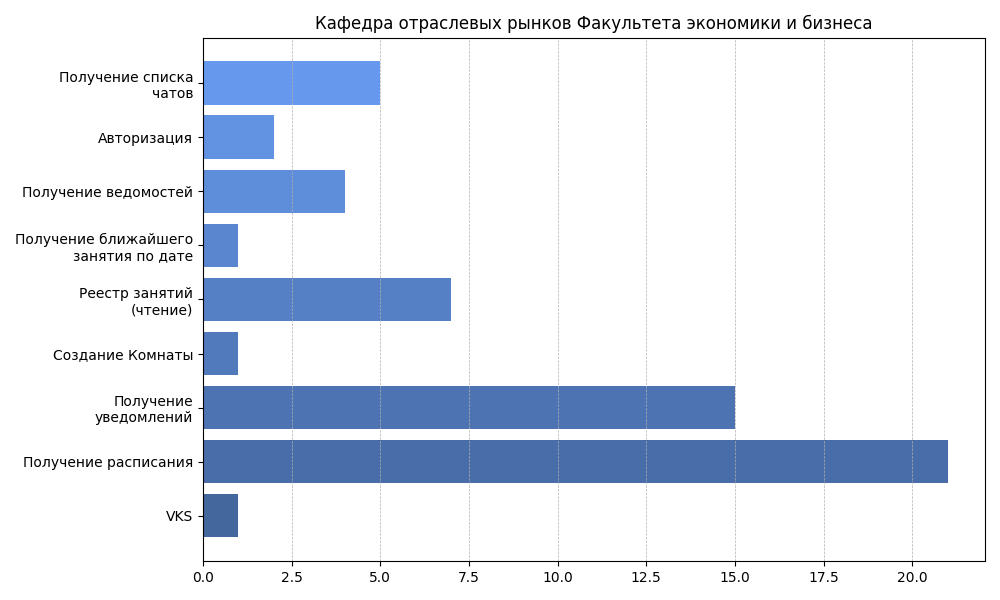 Кафедра отраслевых рынков Факультета экономики и бизнеса
Получение списка
чатов
Авторизация
Получение ведомостей
Получение ближайшего
занятия по дате
Реестр занятий
(чтение)
Создание Комнаты
Получение
уведомлений
Получение расписания
VKS
0.0 2.5 5.0 7.5 10.0 12.5 15.0 17.5 20.0